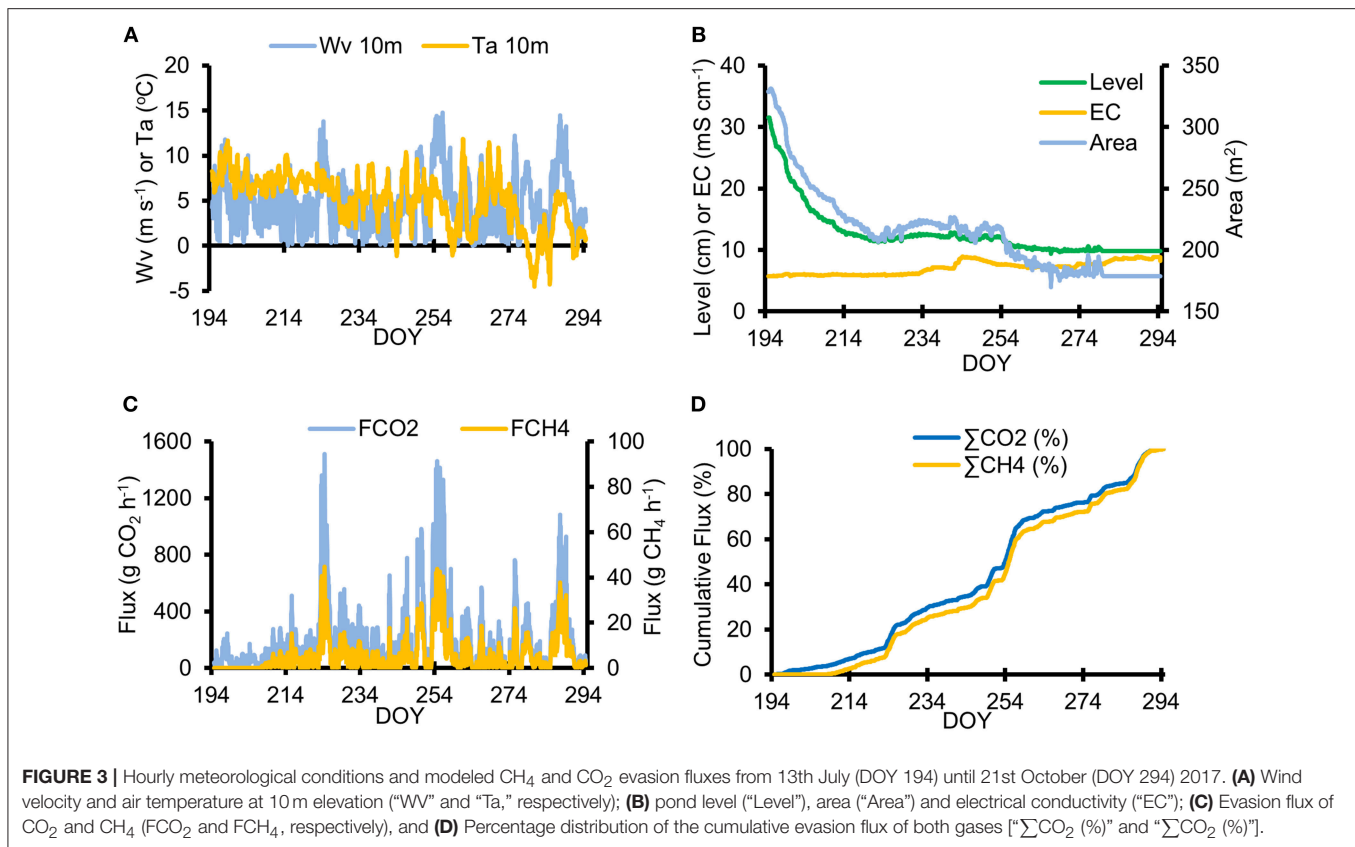 A
Wv 10m Ta 10m
Wv (m s⁻¹) or Ta (ºC)
20
15
10
5
0
-5
194 214 234 254 274 294
DOY
B
Level (cm) or EC (mS cm⁻¹)
40
30
20
10
0
Level
EC
Area
350
300
250
200
150
Area (m²)
194 214 234 254 274 294
DOY
C
FCO2 FCH4
Flux (g CO₂ h⁻¹)
1600
1200
800
400
0
100
80
60
40
20
0
Flux (g CH₄ h⁻¹)
194 214 234 254 274 294
DOY
D
∑CO2 (%)
∑CH4 (%)
Cumulative Flux (%)
100
80
60
40
20
0
194 214 234 254 274 294
DOY
FIGURE 3 | Hourly meteorological conditions and modeled CH₄ and CO₂ evasion fluxes from 13th July (DOY 194) until 21st October (DOY 294) 2017. (A) Wind
velocity and air temperature at 10 m elevation (“WV” and “Ta,” respectively); (B) pond level (“Level”), area (“Area”) and electrical conductivity (“EC”); (C) Evasion flux of
CO₂ and CH₄ (FCO₂ and FCH₄, respectively), and (D) Percentage distribution of the cumulative evasion flux of both gases [“∑CO₂ (%)” and “∑CO₂ (%)”].